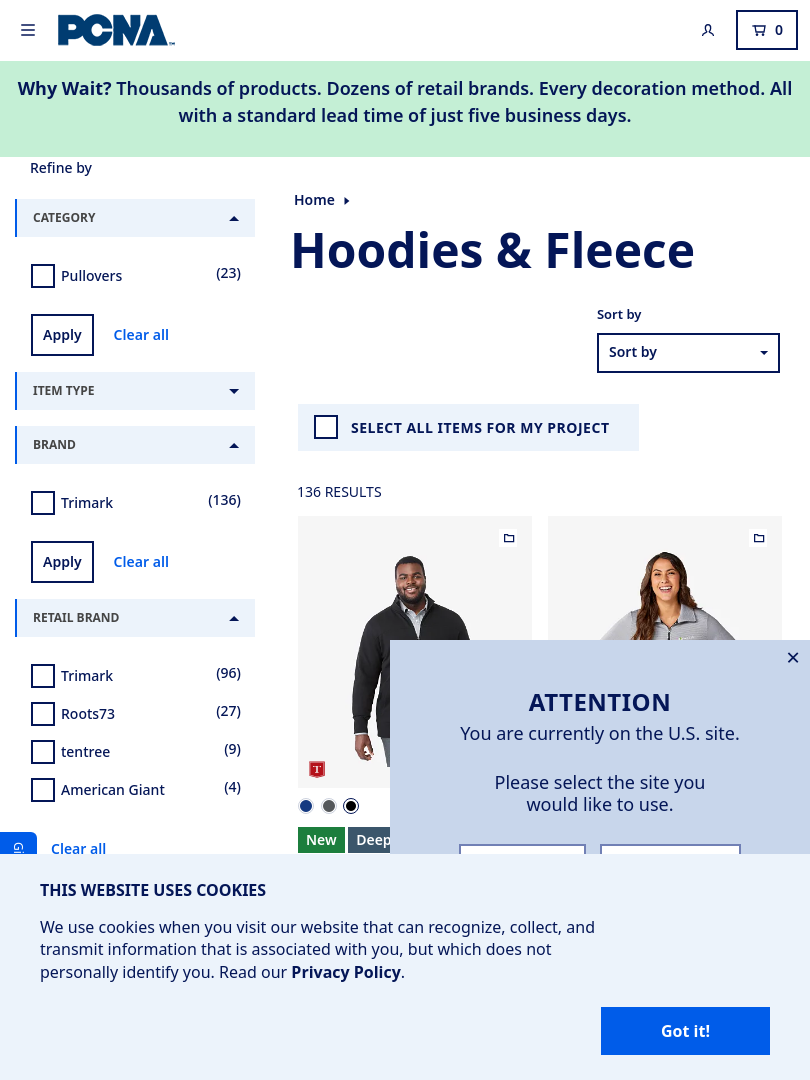 PCNA
0
Why Wait? Thousands of products. Dozens of retail brands. Every decoration method. All
with a standard lead time of just five business days.
Refine by
CATEGORY
Pullovers (23)
Apply Clear all
ITEM TYPE
BRAND
Trimark (136)
Apply Clear all
RETAIL BRAND
Trimark (96)
Roots73 (27)
tentree (9)
American Giant (4)
Clear all
Home
Hoodies & Fleece
Sort by
Sort by
SELECT ALL ITEMS FOR MY PROJECT
136 RESULTS
T
New Deep
ATTENTION
You are currently on the U.S. site.
Please select the site you
would like to use.
THIS WEBSITE USES COOKIES
We use cookies when you visit our website that can recognize, collect, and
transmit information that is associated with you, but which does not
personally identify you. Read our Privacy Policy.
Got it!